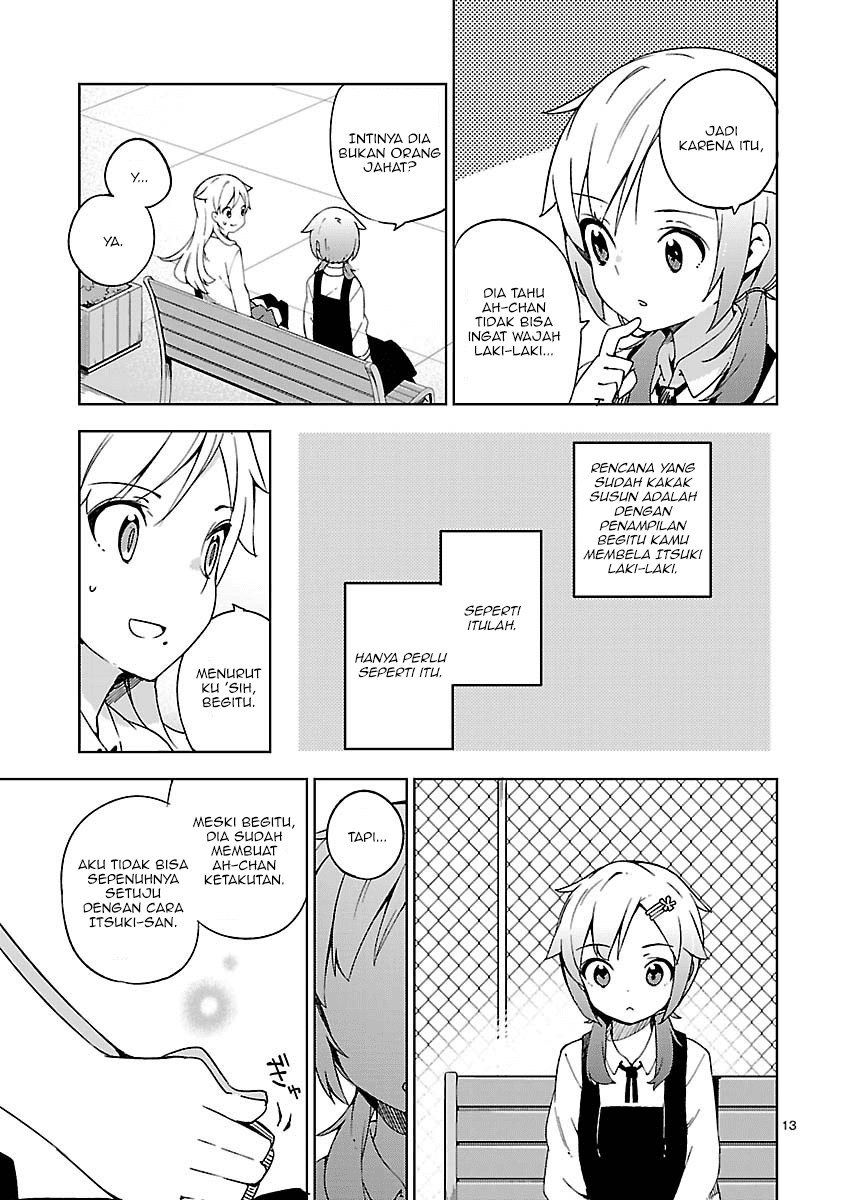 JADI
KARENA ITU,
DIA TAHU
AH-CHAN
TIDAK BISA
INGAT WAJAH
LAKI-LAKI...
INTINYA DIA
BUKAN ORANG
JAHAT?
Y...
YA.
RENCANA YANG
SUDAH KAKAK
SUSUN ADALAH
DENGAN
PENAMPILAN
BEGITU KAMU
MEMBELA ITSUKI
LAKI-LAKI.
SEPERTI
ITULAH.
HANYA PERLU
SEPERTI ITU.
MENURUT
KU 'SIH,
BEGITU.
TAPI...
MESKI BEGITU,
DIA SUDAH
MEMBUAT
AH-CHAN
KETAKUTAN.
AKU TIDAK BISA
SEPENUHNYA
SETUJU
DENGAN CARA
ITSUKI-SAN.
13